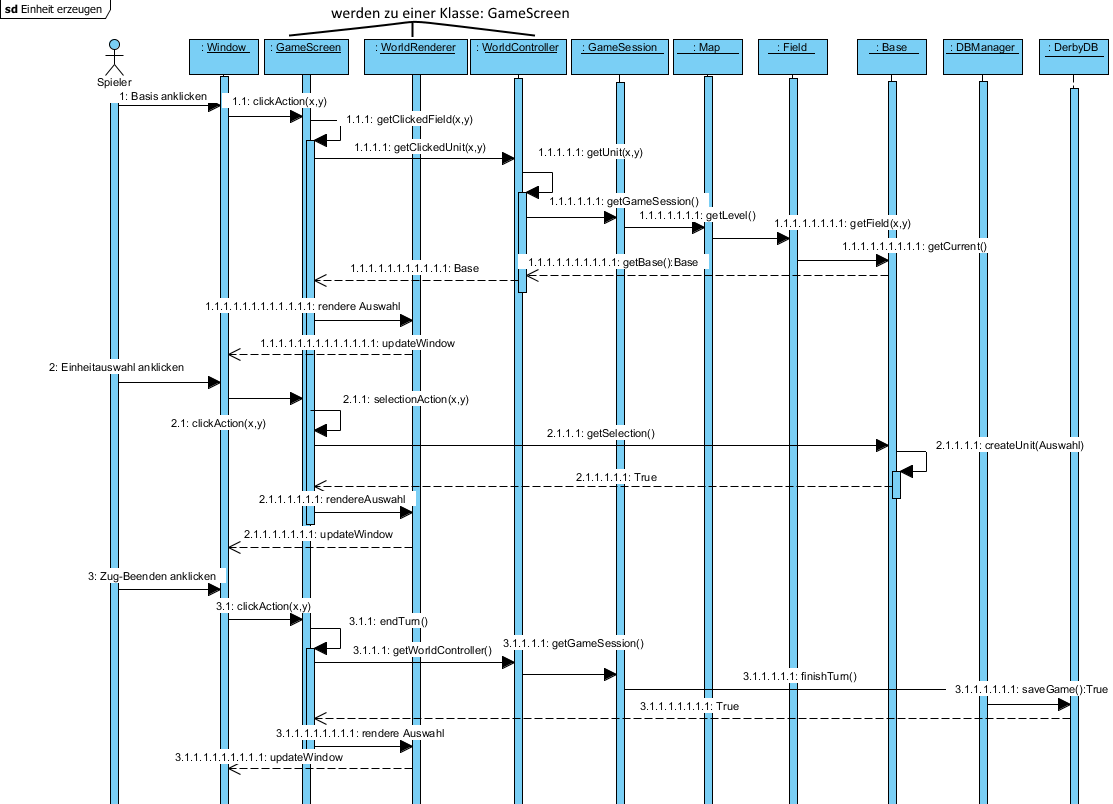 sd Einheit erzeugen
werden zu einer Klasse: GameScreen
: Window
: GameScreen
: WorldRenderer
: WorldController
: GameSession
: Map
: Field
: Base
: DBManager
: DerbyDB
Spieler
1: Basis anklicken
1.1: clickAction(x,y)
1.1.1: getClickedField(x,y)
1.1.1.1: getClickedUnit(x,y)
1.1.1.1.1: getUnit(x,y)
1.1.1.1.1.1: getGameSession()
1.1.1.1.1.1.1: getLevel()
1.1.1.1.1.1.1.1: getField(x,y)
1.1.1.1.1.1.1.1.1: getCurrent()
1.1.1.1.1.1.1.1.1.1: getBase():Base
1.1.1.1.1.1.1.1.1.1.1: Base
1.1.1.1.1.1.1.1.1.1.1.1: rendere Auswahl
1.1.1.1.1.1.1.1.1.1.1.1.1: updateWindow
2: Einheitauswahl anklicken
2.1.1: selectionAction(x,y)
2.1: clickAction(x,y)
2.1.1.1: getSelection()
2.1.1.1.1: createUnit(Auswahl)
2.1.1.1.1.1: True
2.1.1.1.1.1.1: rendereAuswahl
2.1.1.1.1.1.1.1: updateWindow
3: Zug-Beenden anklicken
3.1: clickAction(x,y)
3.1.1: endTurn()
3.1.1.1: getWorldController()
3.1.1.1.1: getGameSession()
3.1.1.1.1.1: finishTurn()
3.1.1.1.1.1.1: saveGame():True
3.1.1.1.1.1.1.1: True
3.1.1.1.1.1.1.1.1: rendere Auswahl
3.1.1.1.1.1.1.1.1.1: updateWindow